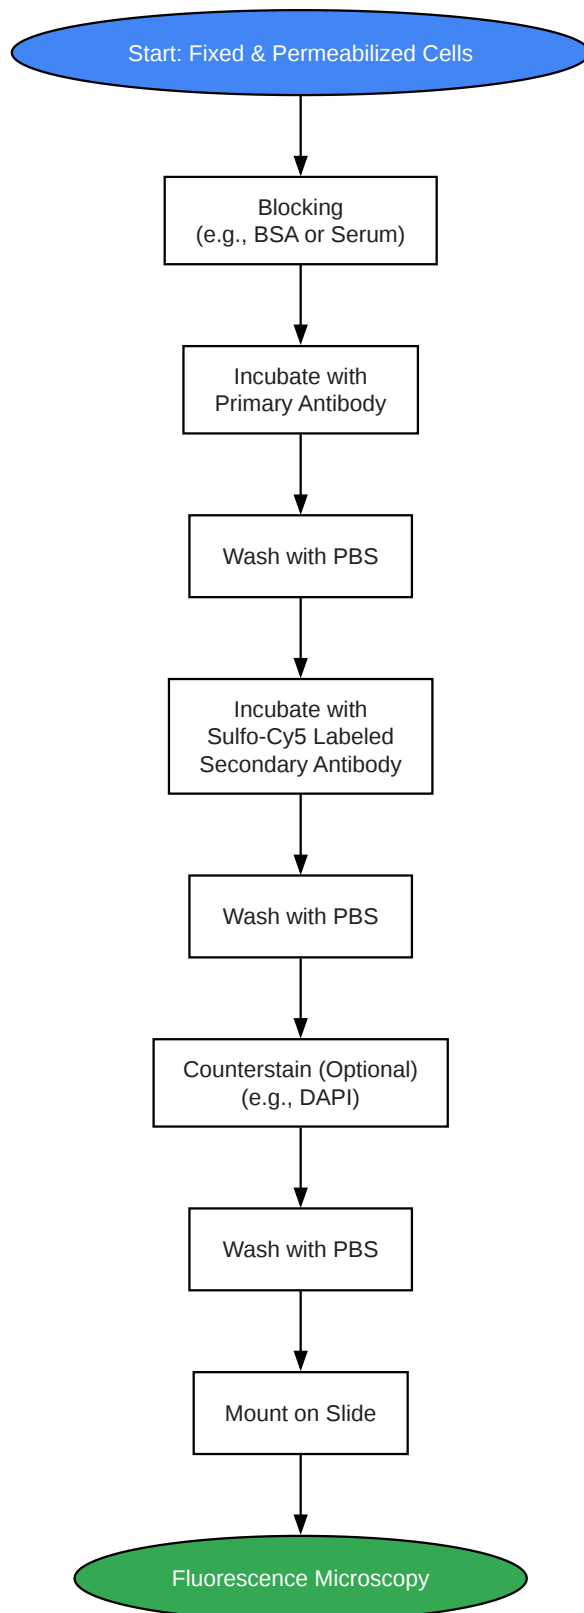 Start: Fixed & Permeabilized Cells
Blocking
(e.g., BSA or Serum)
Incubate with
Primary Antibody
Wash with PBS
Incubate with
Sulfo-Cy5 Labeled
Secondary Antibody
Wash with PBS
Counterstain (Optional)
(e.g., DAPI)
Wash with PBS
Mount on Slide
Fluorescence Microscopy